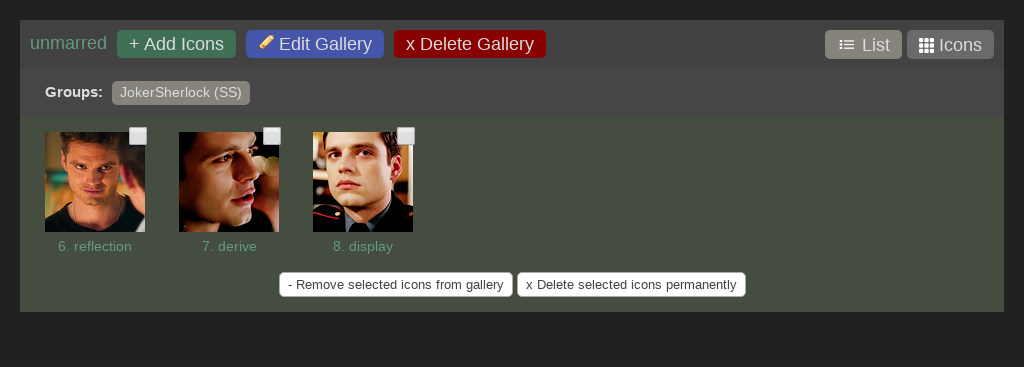 unmarred + Add Icons Edit Gallery x Delete Gallery List Icons
Groups: JokerSherlock (SS)
6. reflection 7. derive 8. display
- Remove selected icons from gallery x Delete selected icons permanently